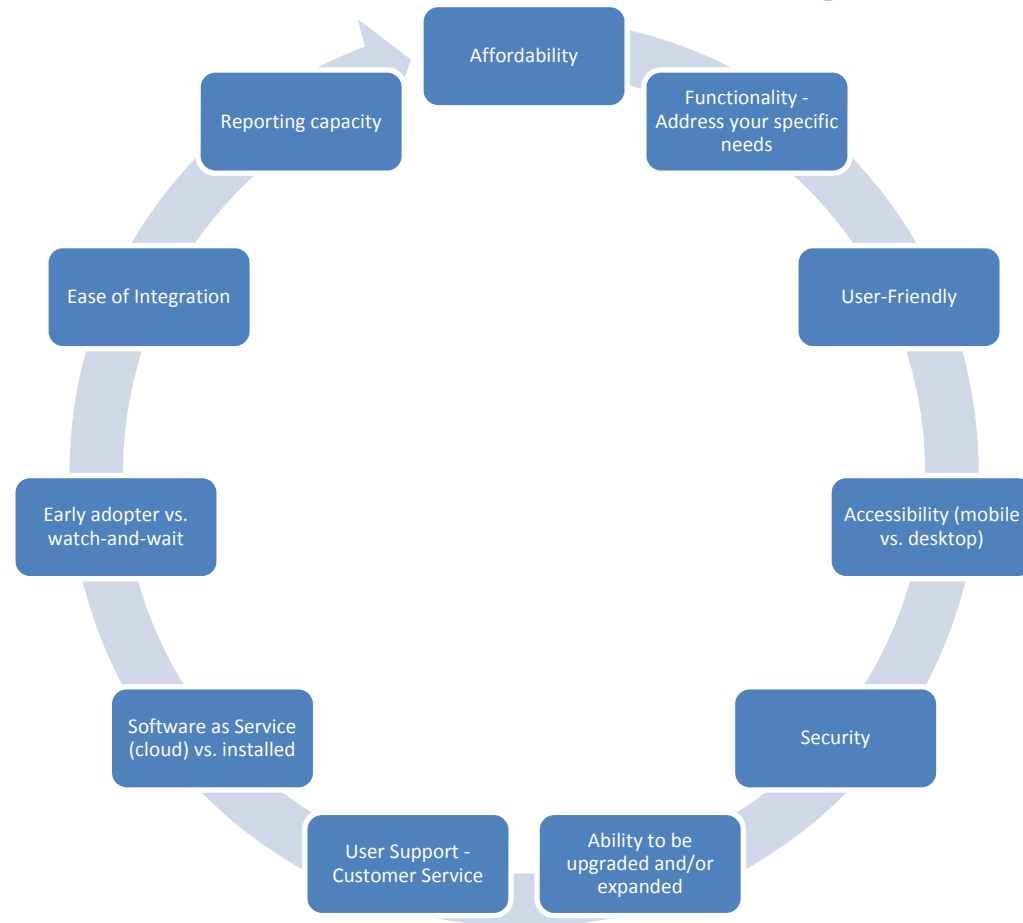 Affordability
Functionality -
Address your specific
needs
User-Friendly
Accessibility (mobile
vs. desktop)
Security
Ability to be
upgraded and/or
expanded
User Support -
Customer Service
Software as Service
(cloud) vs. installed
Early adopter vs.
watch-and-wait
Ease of Integration
Reporting capacity